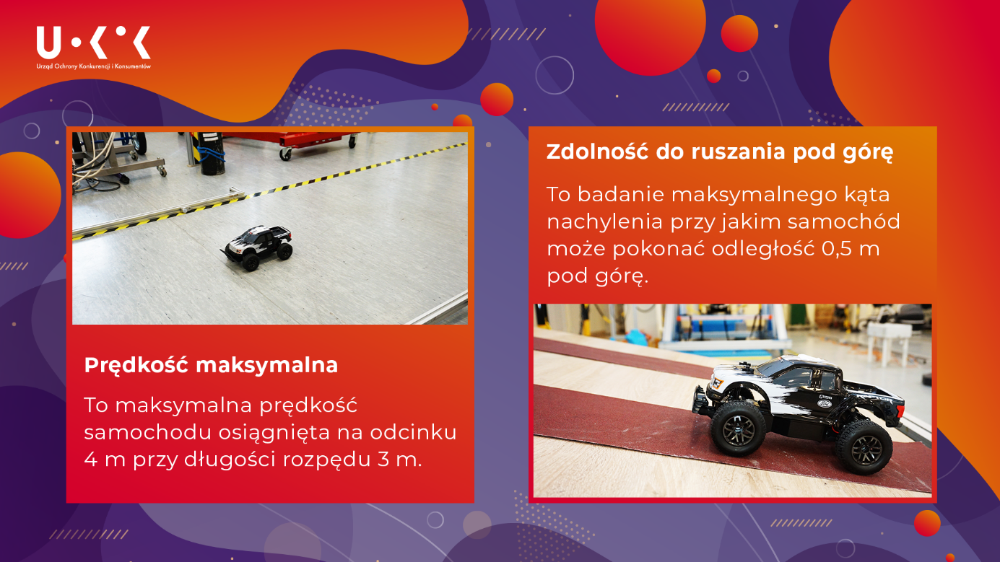 U·K·K
Urząd Ochrony Konkurencji i Konsumentów
Prędkość maksymalna
To maksymalna prędkość
samochodu osiągnięta na odcinku
4 m przy długości rozpędu 3 m.
Zdolność do ruszania pod górę
To badanie maksymalnego kąta
nachylenia przy jakim samochód
może pokonać odległość 0,5 m
pod górę.
F150
RAPTOR